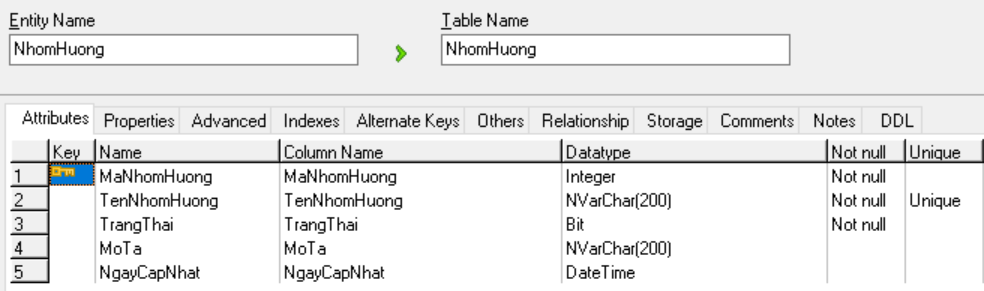 Entity Name Table Name
NhomHuong NhomHuong
Attributes Properties Advanced Indexes Alternate Keys Others Relationship Storage Comments Notes DDL
Key Name Column Name Datatype Not null Unique
1 MaNhomHuong MaNhomHuong Integer Not null
2 TenNhomHuong TenNhomHuong NVarChar(200) Not null Unique
3 TrangThai TrangThai Bit Not null
4 MoTa MoTa NVarChar(200)
5 NgayCapNhat NgayCapNhat DateTime